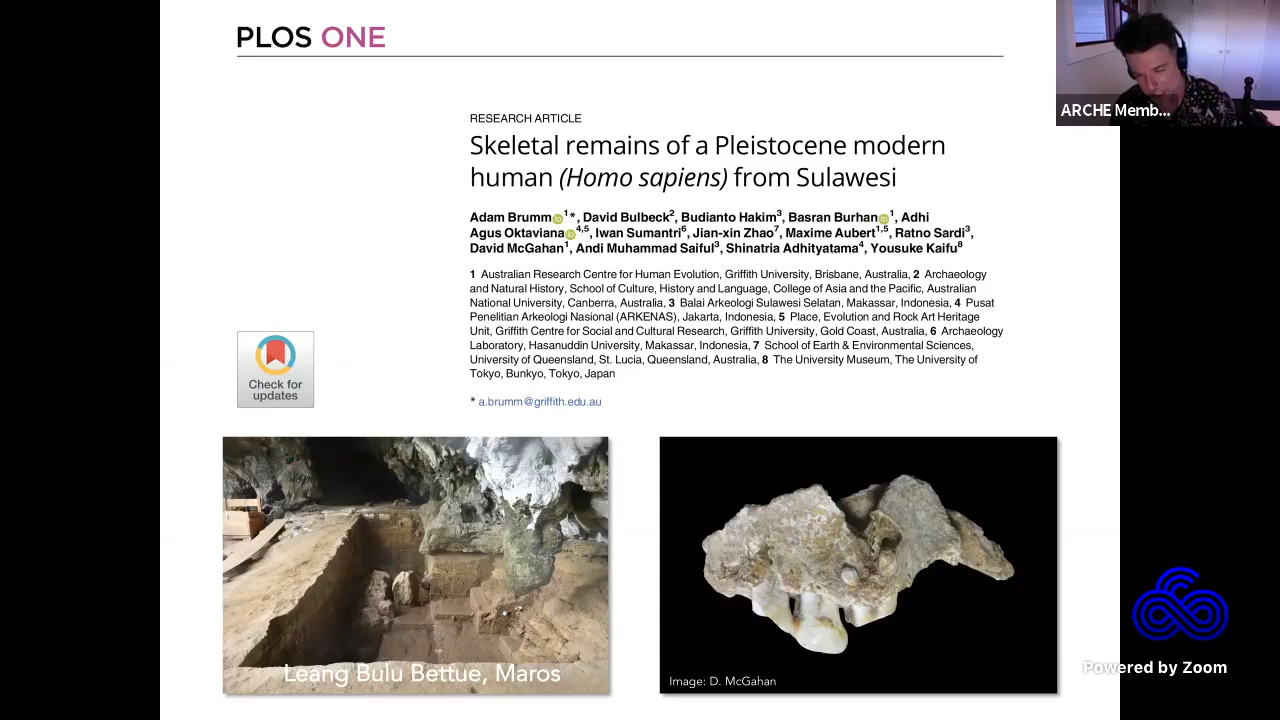 PLOS ONE
ARCHE Memb...
RESEARCH ARTICLE
Skeletal remains of a Pleistocene modern
human (Homo sapiens) from Sulawesi
Adam Brumm 1*, David Bulbeck2, Budianto Hakim3, Basran Burhan 1, Adhi
Agus Oktaviana 4,5, Iwan Sumantri6, Jian-xin Zhao7, Maxime Aubert1,5, Ratno Sardi3,
David McGahan1, Andi Muhammad Saiful3, Shinatria Adhityatama4, Yousuke Kaifu8
1 Australian Research Centre for Human Evolution, Griffith University, Brisbane, Australia, 2 Archaeology
and Natural History, School of Culture, History and Language, College of Asia and the Pacific, Australian
National University, Canberra, Australia, 3 Balai Arkeologi Sulawesi Selatan, Makassar, Indonesia, 4 Pusat
Penelitian Arkeologi Nasional (ARKENAS), Jakarta, Indonesia, 5 Place, Evolution and Rock Art Heritage
Unit, Griffith Centre for Social and Cultural Research, Griffith University, Gold Coast, Australia, 6 Archaeology
Laboratory, Hasanuddin University, Makassar, Indonesia, 7 School of Earth & Environmental Sciences,
University of Queensland, St. Lucia, Queensland, Australia, 8 The University Museum, The University of
Tokyo, Bunkyo, Tokyo, Japan
* a.brumm@griffith.edu.au
Check for
updates
Leang Bulu Bettue, Maros
Image: D. McGahan
Powered by Zoom